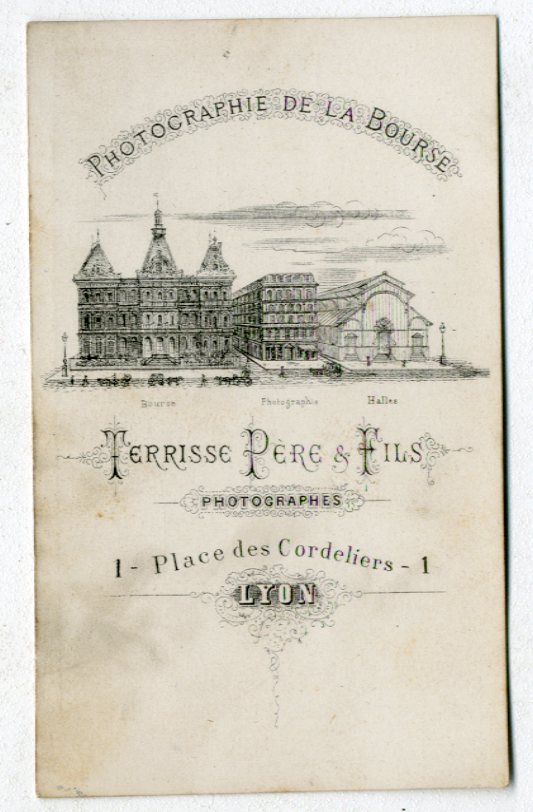 PHOTOGRAPHIE DE LA BOURSE
Bourse Photographie Halles
TERRISSE PÈRE & FILS
PHOTOGRAPHES
1 - Place des Cordeliers - 1
LYON